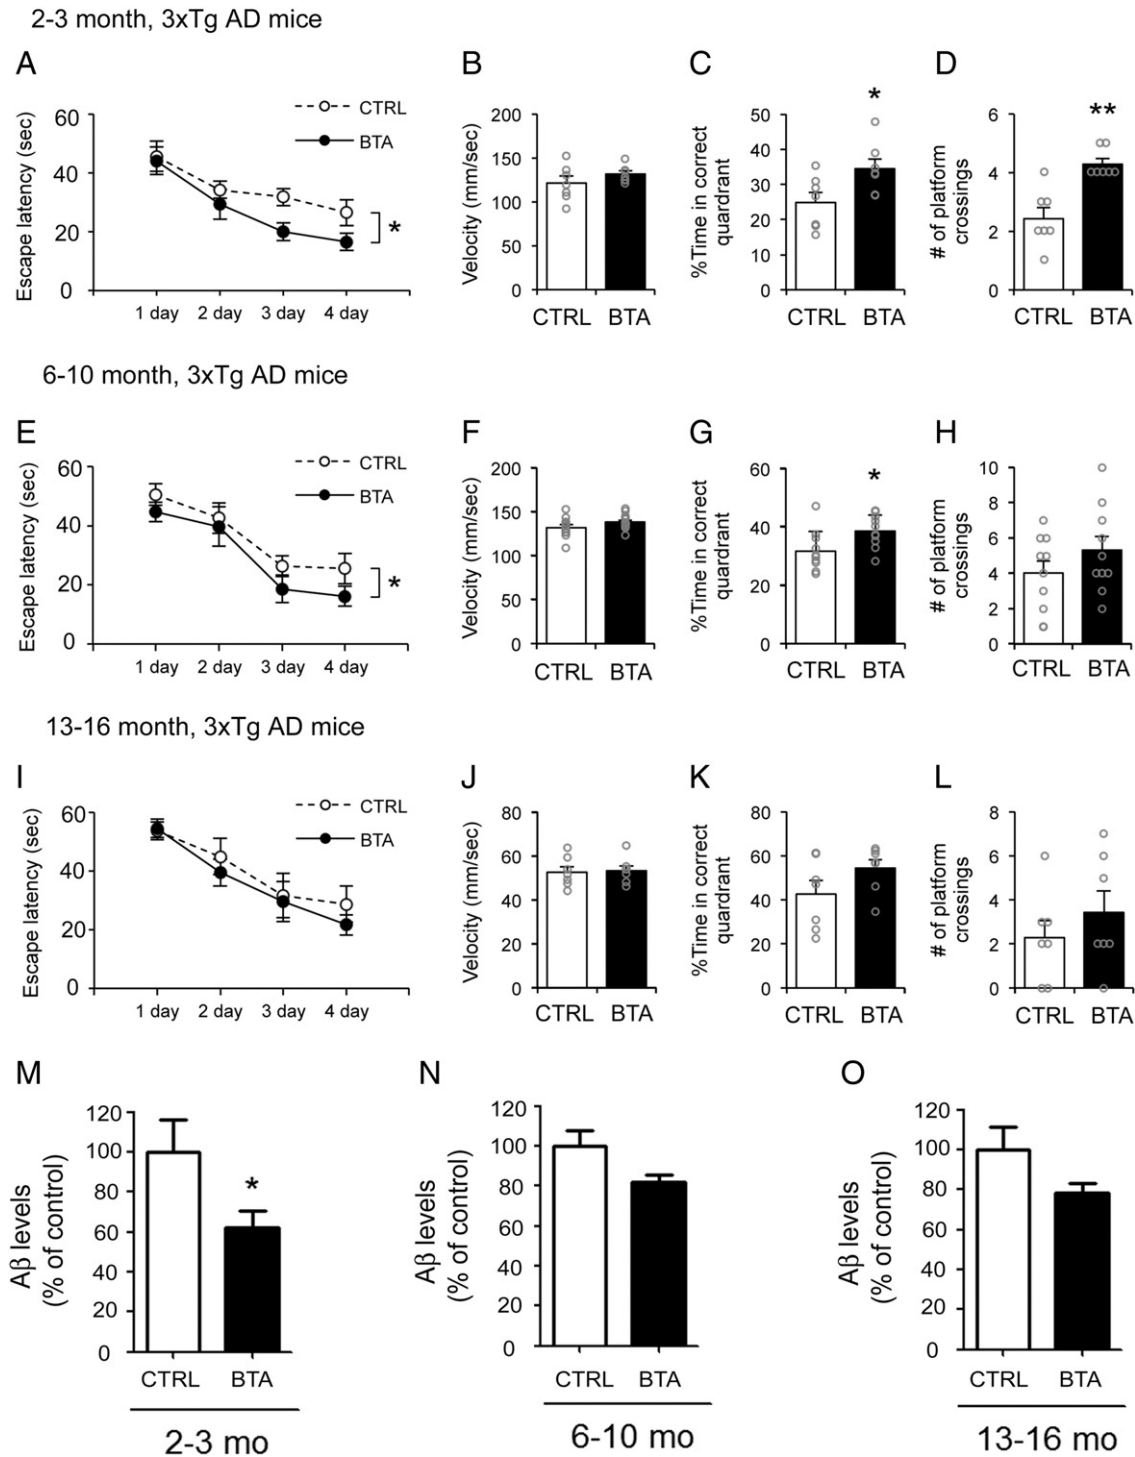 2-3 month, 3xTg AD mice
A
Escape latency (sec)
60
40
20
0
1 day 2 day 3 day 4 day
CTRL
BTA
*
B
Velocity (mm/sec)
200
150
100
50
0
CTRL BTA
C
%Time in correct
quadrant
50
40
30
20
10
0
*
CTRL BTA
D
# of platform
crossings
6
4
2
0
**
CTRL BTA
6-10 month, 3xTg AD mice
E
Escape latency (sec)
60
40
20
0
1 day 2 day 3 day 4 day
CTRL
BTA
*
F
Velocity (mm/sec)
200
150
100
50
0
CTRL BTA
G
%Time in correct
quadrant
60
40
20
0
*
CTRL BTA
H
# of platform
crossings
10
8
6
4
2
0
CTRL BTA
13-16 month, 3xTg AD mice
I
Escape latency (sec)
60
40
20
0
1 day 2 day 3 day 4 day
CTRL
BTA
J
Velocity (mm/sec)
80
60
40
20
0
CTRL BTA
K
%Time in correct
quadrant
80
60
40
20
0
CTRL BTA
L
# of platform
crossings
8
6
4
2
0
CTRL BTA
M
Aβ levels
(% of control)
120
100
80
60
40
20
0
*
CTRL BTA
2-3 mo
N
Aβ levels
(% of control)
120
100
80
60
40
20
0
CTRL BTA
6-10 mo
O
Aβ levels
(% of control)
120
100
80
60
40
20
0
CTRL BTA
13-16 mo